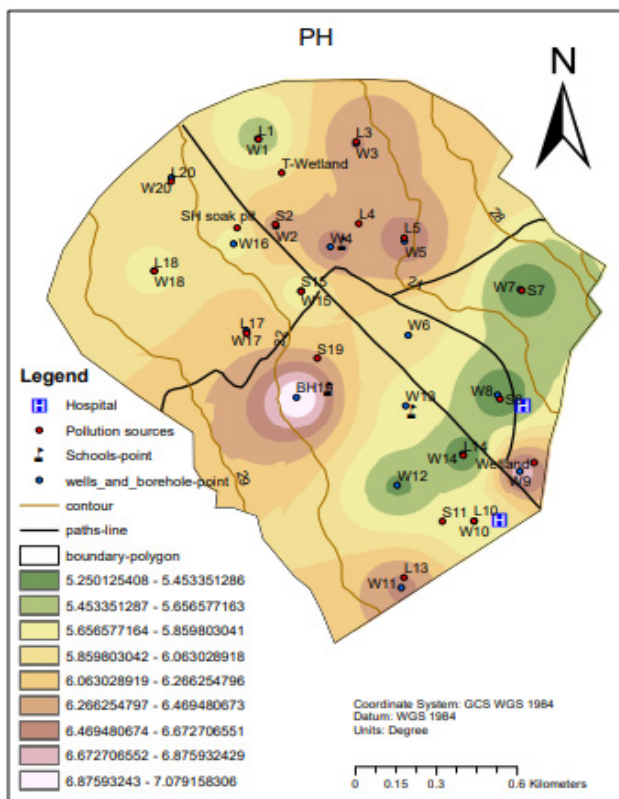 PH
N
L1
W1
L3
W3
T-Wetland
L20
W20
SH soak pit
S2
W2
W16
L4
W4
L5
W5
28
L18
W18
24
W7
S7
S15
W15
L17
W17
22
W6
S19
BH19
W13
W8
S8
L14
W14
Wetland
W9
W12
S11
L10
W10
L13
W11
Legend
H Hospital
Pollution sources
Schools-point
wells_and_borehole-point
contour
paths-line
boundary-polygon
5.250125408 - 5.453351286
5.453351287 - 5.656577163
5.656577164 - 5.859803041
5.859803042 - 6.063028918
6.063028919 - 6.266254796
6.266254797 - 6.469480673
6.469480674 - 6.672706551
6.672706552 - 6.875932429
6.87593243 - 7.079158306
H
H
Coordinate System: GCS WGS 1984
Datum: WGS 1984
Units: Degree
0 0.15 0.3 0.6 Kilometers